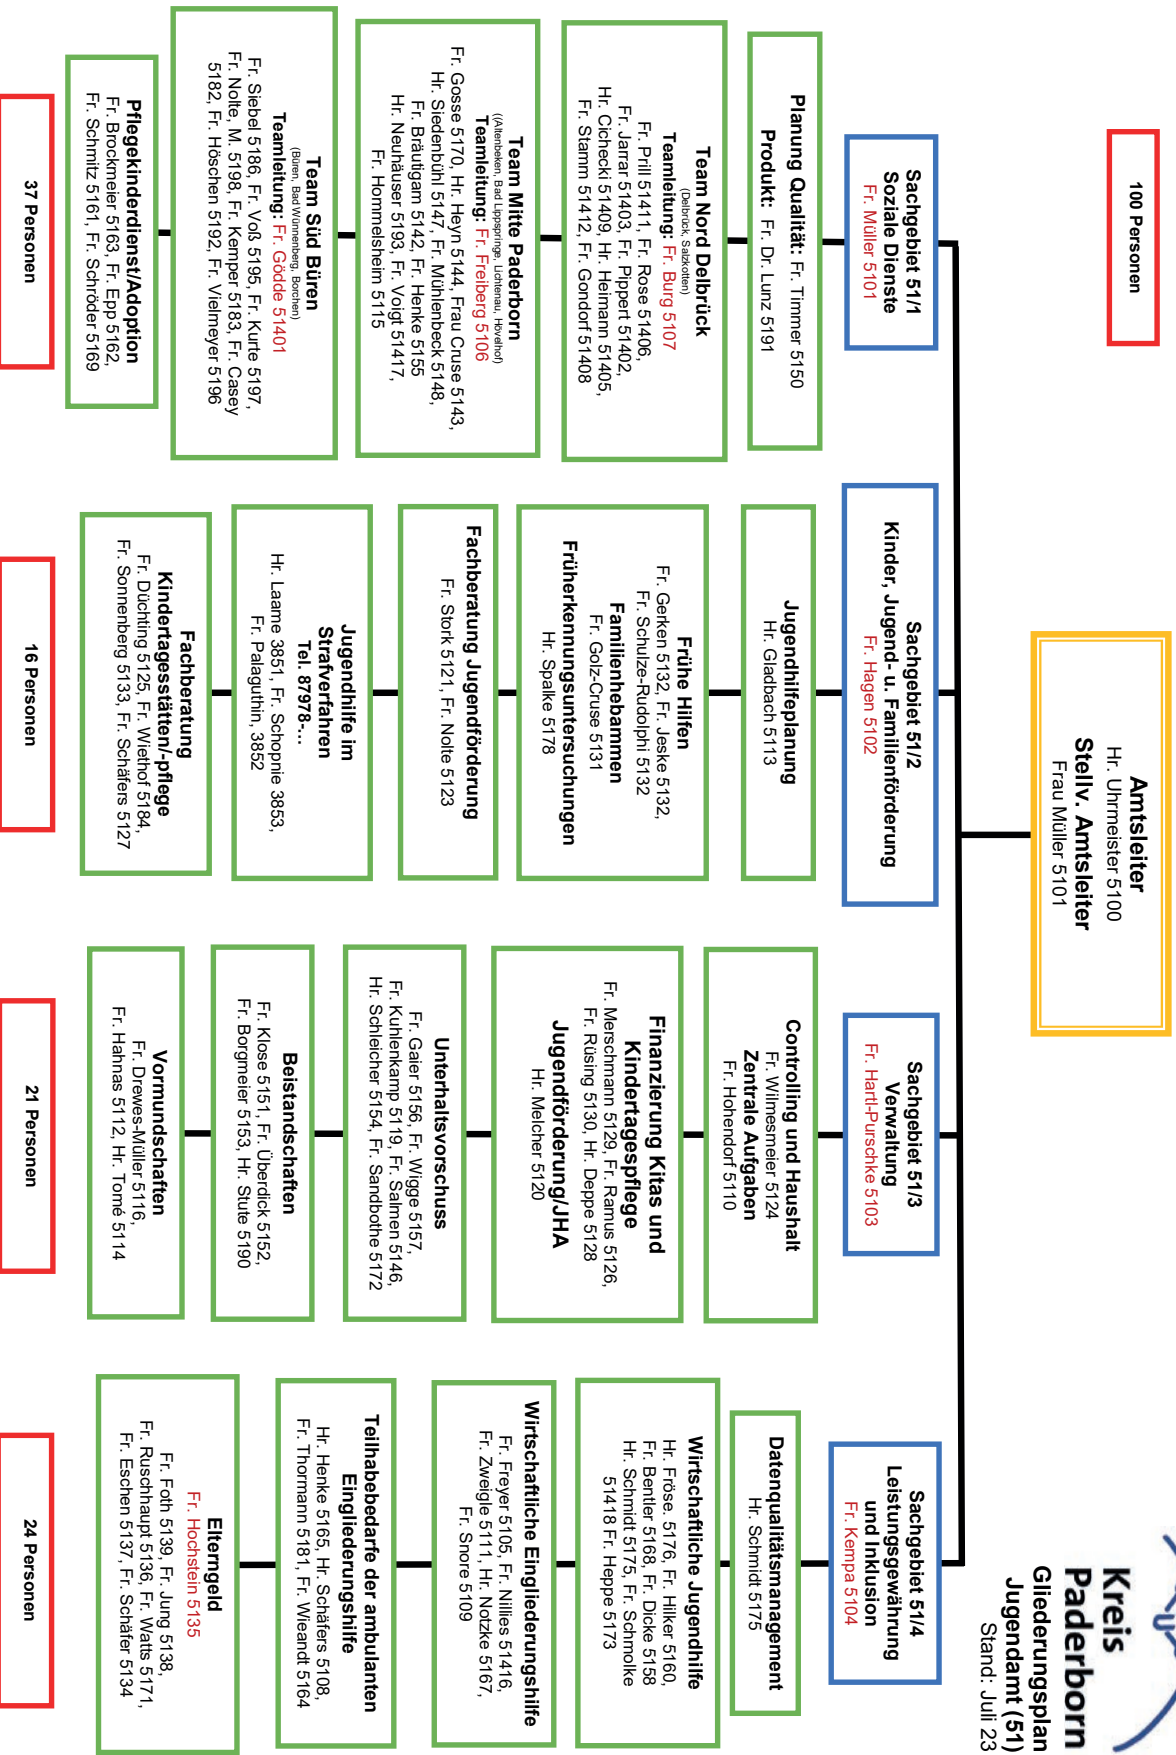 100 Personen
Kreis
Paderborn
Gliederungsplan
Jugendamt (51)
Stand: Juli 23
Amtsleiter
Hr. Uhrmeister 5100
Stellv. Amtsleiter
Frau Müller 5101
Sachgebiet 51/1
Soziale Dienste
Fr. Müller 5101
Planung Qualität: Fr. Timmer 5150
Produkt: Fr. Dr. Lunz 5191
Team Nord Delbrück
(Delbrück, Salzkotten)
Teamleitung: Fr. Burg 5107
Fr. Prill 51411, Fr. Rose 51406,
Fr. Jarrar 51403, Fr. Pippert 51402,
Hr. Cichecki 51409, Hr. Heimann 51405,
Fr. Stamm 51412, Fr. Gondorf 51408
Team Mitte Paderborn
((Altenbeken, Bad Lippspringe, Lichtenau, Hövelhof)
Teamleitung: Fr. Freiberg 5106
Fr. Gosse 5170, Hr. Heyn 5144, Frau Cruse 5143,
Hr. Siedenbühl 5147, Fr. Mühlenbeck 5148,
Fr. Bräutigam 5142, Fr. Henke 5155
Hr. Neuhäuser 5193, Fr. Voigt 51417,
Fr. Hommelsheim 5115
Team Süd Büren
(Büren, Bad Wünnenberg, Borchen)
Teamleitung: Fr. Gödde 51401
Fr. Siebel 5186, Fr. Voß 5195, Fr. Kurte 5197,
Fr. Nolte, M. 5198, Fr. Kemper 5183, Fr. Casey
5182, Fr. Höschen 5192, Fr. Vielmeyer 5196
Pflegekinderdienst/Adoption
Fr. Brockmeier 5163, Fr. Epp 5162,
Fr. Schmitz 5161, Fr. Schröder 5169
37 Personen
Sachgebiet 51/2
Kinder, Jugend- u. Familienförderung
Fr. Hagen 5102
Jugendhilfeplanung
Hr. Gladbach 5113
Frühe Hilfen
Fr. Gerken 5132, Fr. Jeske 5132,
Fr. Schulze-Rudolphi 5132
Familienhebammen
Fr. Golz-Cruse 5131
Früherkennungsuntersuchungen
Hr. Spalke 5178
Fachberatung Jugendförderung
Fr. Stork 5121, Fr. Nolte 5123
Jugendhilfe im
Strafverfahren
Tel. 87978-...
Hr. Laame 3851, Fr. Schopnie 3853,
Fr. Palaguthin, 3852
Fachberatung
Kindertagesstätten/-pflege
Fr. Düchting 5125, Fr. Wiethof 5184,
Fr. Sonnenberg 5133, Fr. Schäfers 5127
16 Personen
Sachgebiet 51/3
Verwaltung
Fr. Hartl-Purschke 5103
Controlling und Haushalt
Fr. Wilmesmeier 5124
Zentrale Aufgaben
Fr. Hohendorf 5110
Finanzierung Kitas und
Kindertagespflege
Fr. Merschmann 5129, Fr. Ramus 5126,
Fr. Rüsing 5130, Hr. Deppe 5128
Jugendförderung/JHA
Hr. Melcher 5120
Unterhaltsvorschuss
Fr. Gaier 5156, Fr. Wigge 5157,
Fr. Kuhlenkamp 5119, Fr. Salmen 5146,
Hr. Schleicher 5154, Fr. Sandbothe 5172
Beistandschaften
Fr. Klose 5151, Fr. Überdick 5152,
Fr. Borgmeier 5153, Hr. Stute 5190
Vormundschaften
Fr. Drewes-Müller 5116,
Fr. Hahnas 5112, Hr. Tomé 5114
21 Personen
Sachgebiet 51/4
Leistungsgewährung
und Inklusion
Fr. Kempa 5104
Datenqualitätsmanagement
Hr. Schmidt 5175
Wirtschaftliche Jugendhilfe
Hr. Fröse. 5176, Fr. Hilker 5160,
Fr. Bentler 5168, Fr. Dicke 5158
Hr. Schmidt 5175, Fr. Schmolke
51418 Fr. Heppe 5173
Wirtschaftliche Eingliederungshilfe
Fr. Freyer 5105, Fr. Nillies 51416,
Fr. Zweigle 5111, Hr. Notzke 5167,
Fr. Snore 5109
Teilhabebedarfe der ambulanten
Eingliederungshilfe
Hr. Henke 5165, Hr. Schäfers 5108,
Fr. Thormann 5181, Fr. Wieandt 5164
Elterngeld
Fr. Hochstein 5135
Fr. Foth 5139, Fr. Jung 5138,
Fr. Ruschhaupt 5136, Fr. Watts 5171,
Fr. Eschen 5137, Fr. Schäfer 5134
24 Personen